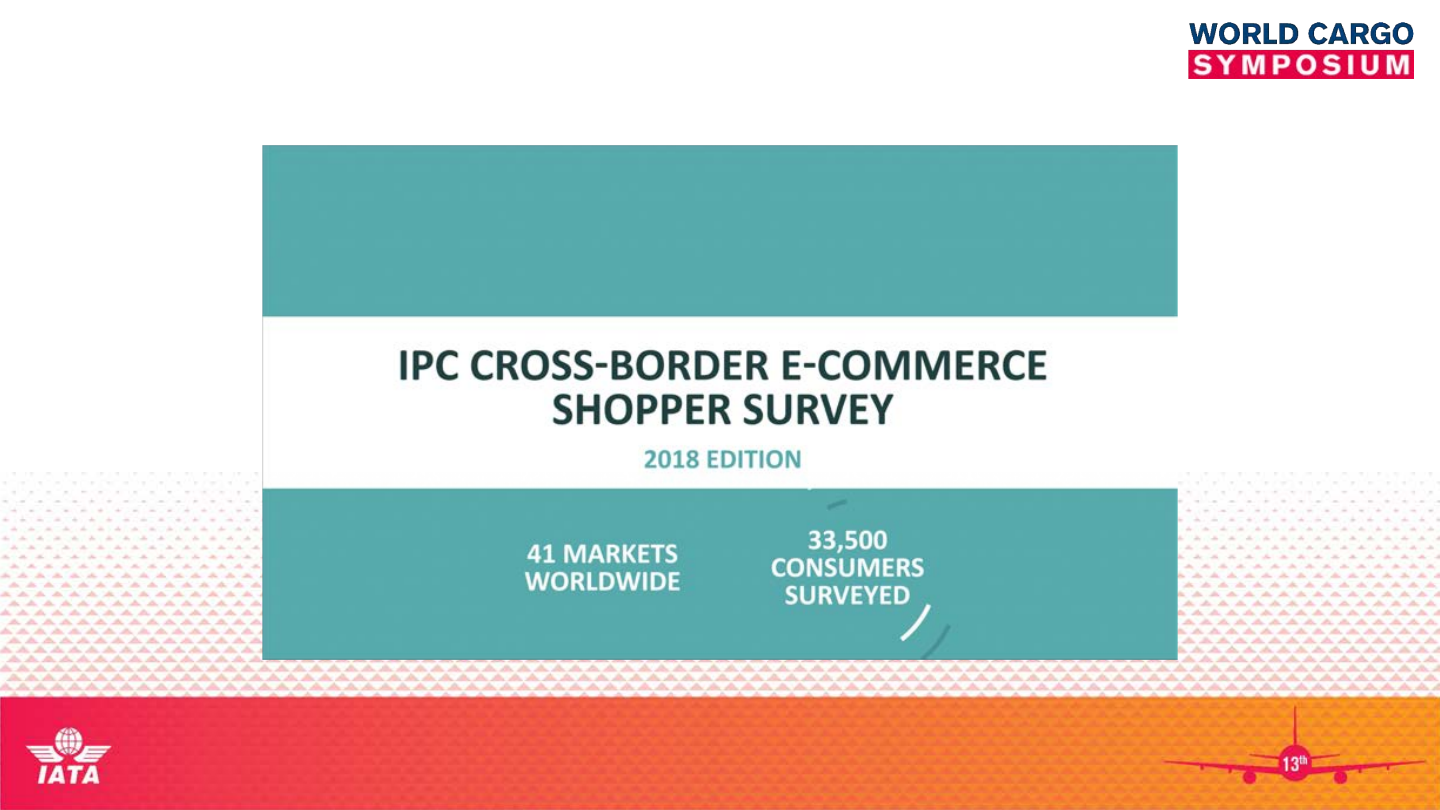 WORLD CARGO
SYMPOSIUM
IPC CROSS-BORDER E-COMMERCE
SHOPPER SURVEY
2018 EDITION
41 MARKETS
WORLDWIDE
33,500
CONSUMERS
SURVEYED
IATA
13th